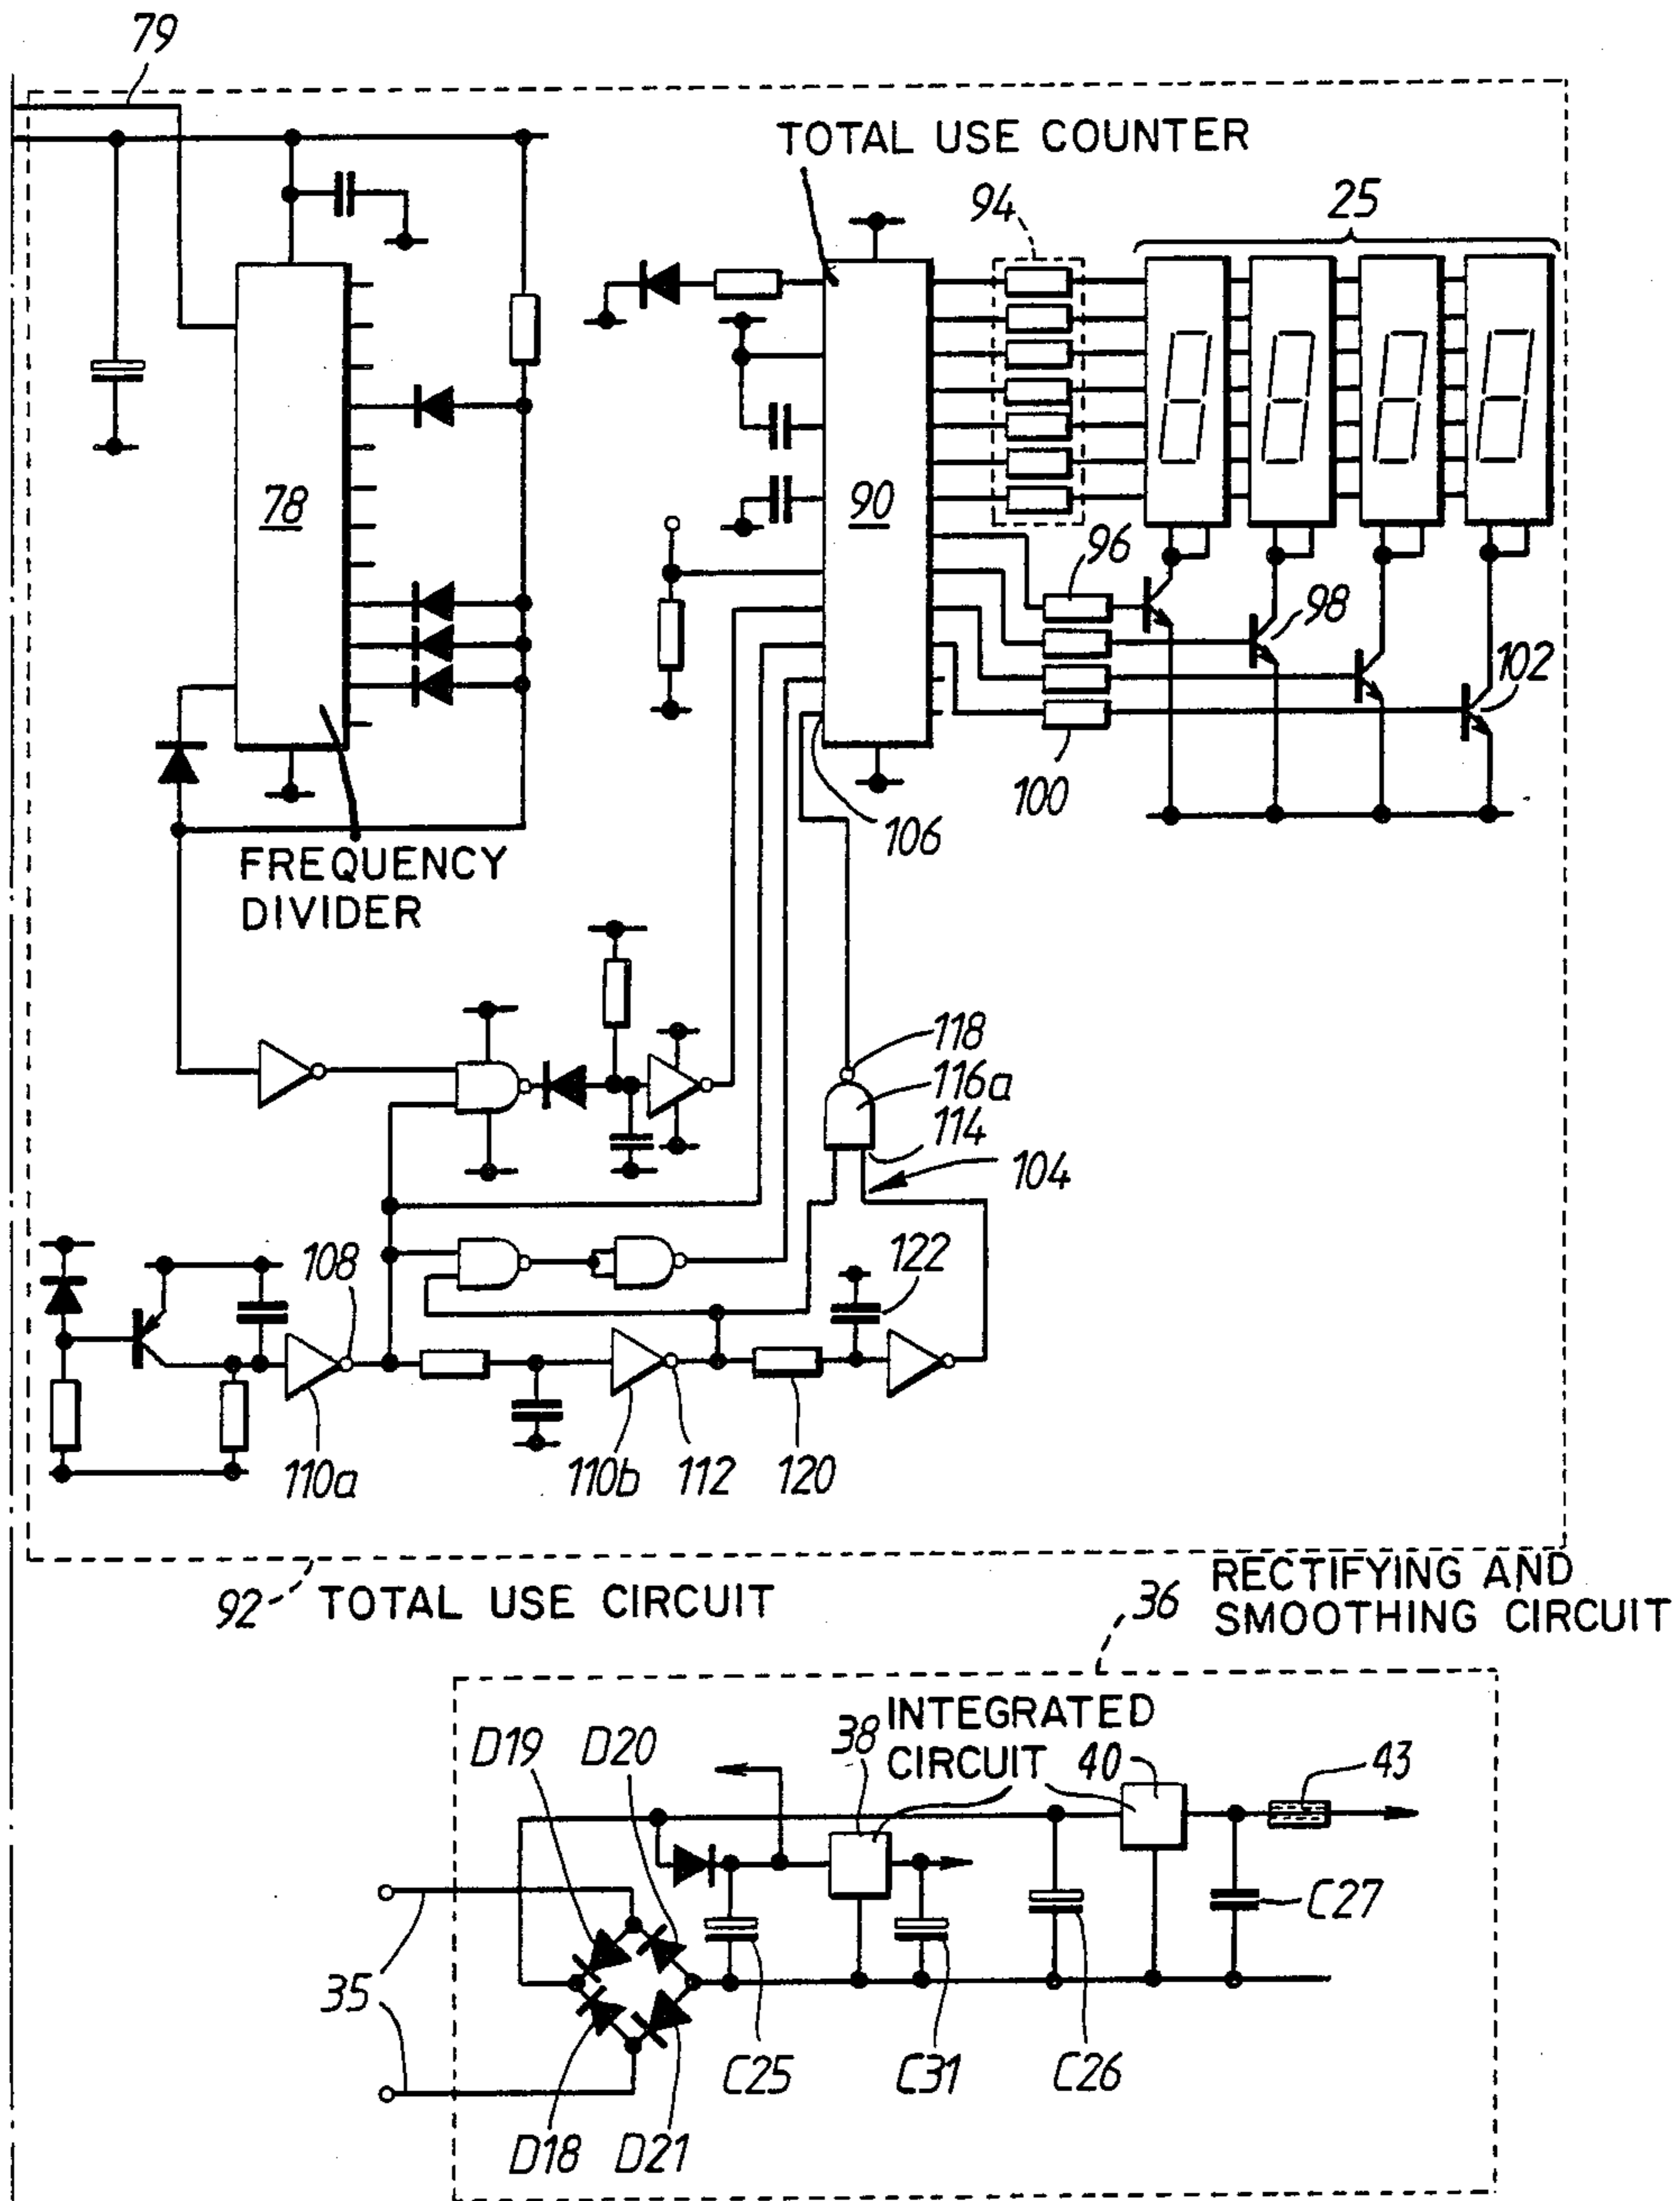 79
TOTAL USE COUNTER
94
25
78
90
96
98
102
100
106
FREQUENCY
DIVIDER
118
116a
114
104
108
122
110a
110b
112
120
92
TOTAL USE CIRCUIT
36
RECTIFYING AND
SMOOTHING CIRCUIT
INTEGRATED
CIRCUIT
D19
D20
38
40
43
C27
35
C25
C31
C26
D18
D21